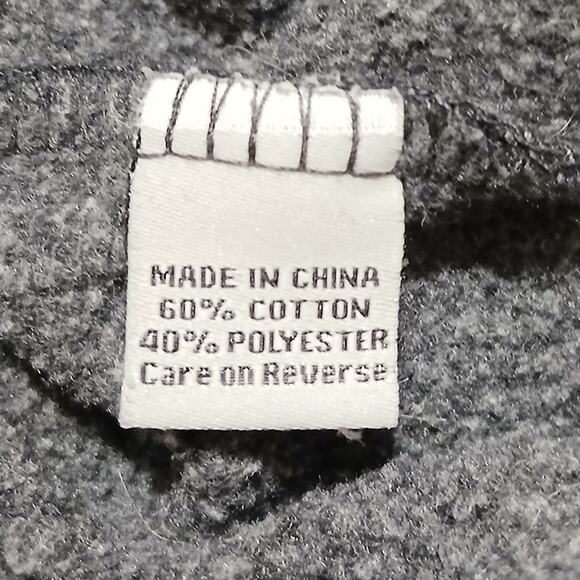 MADE IN CHINA
60% COTTON
40% POLYESTER
Care on Reverse